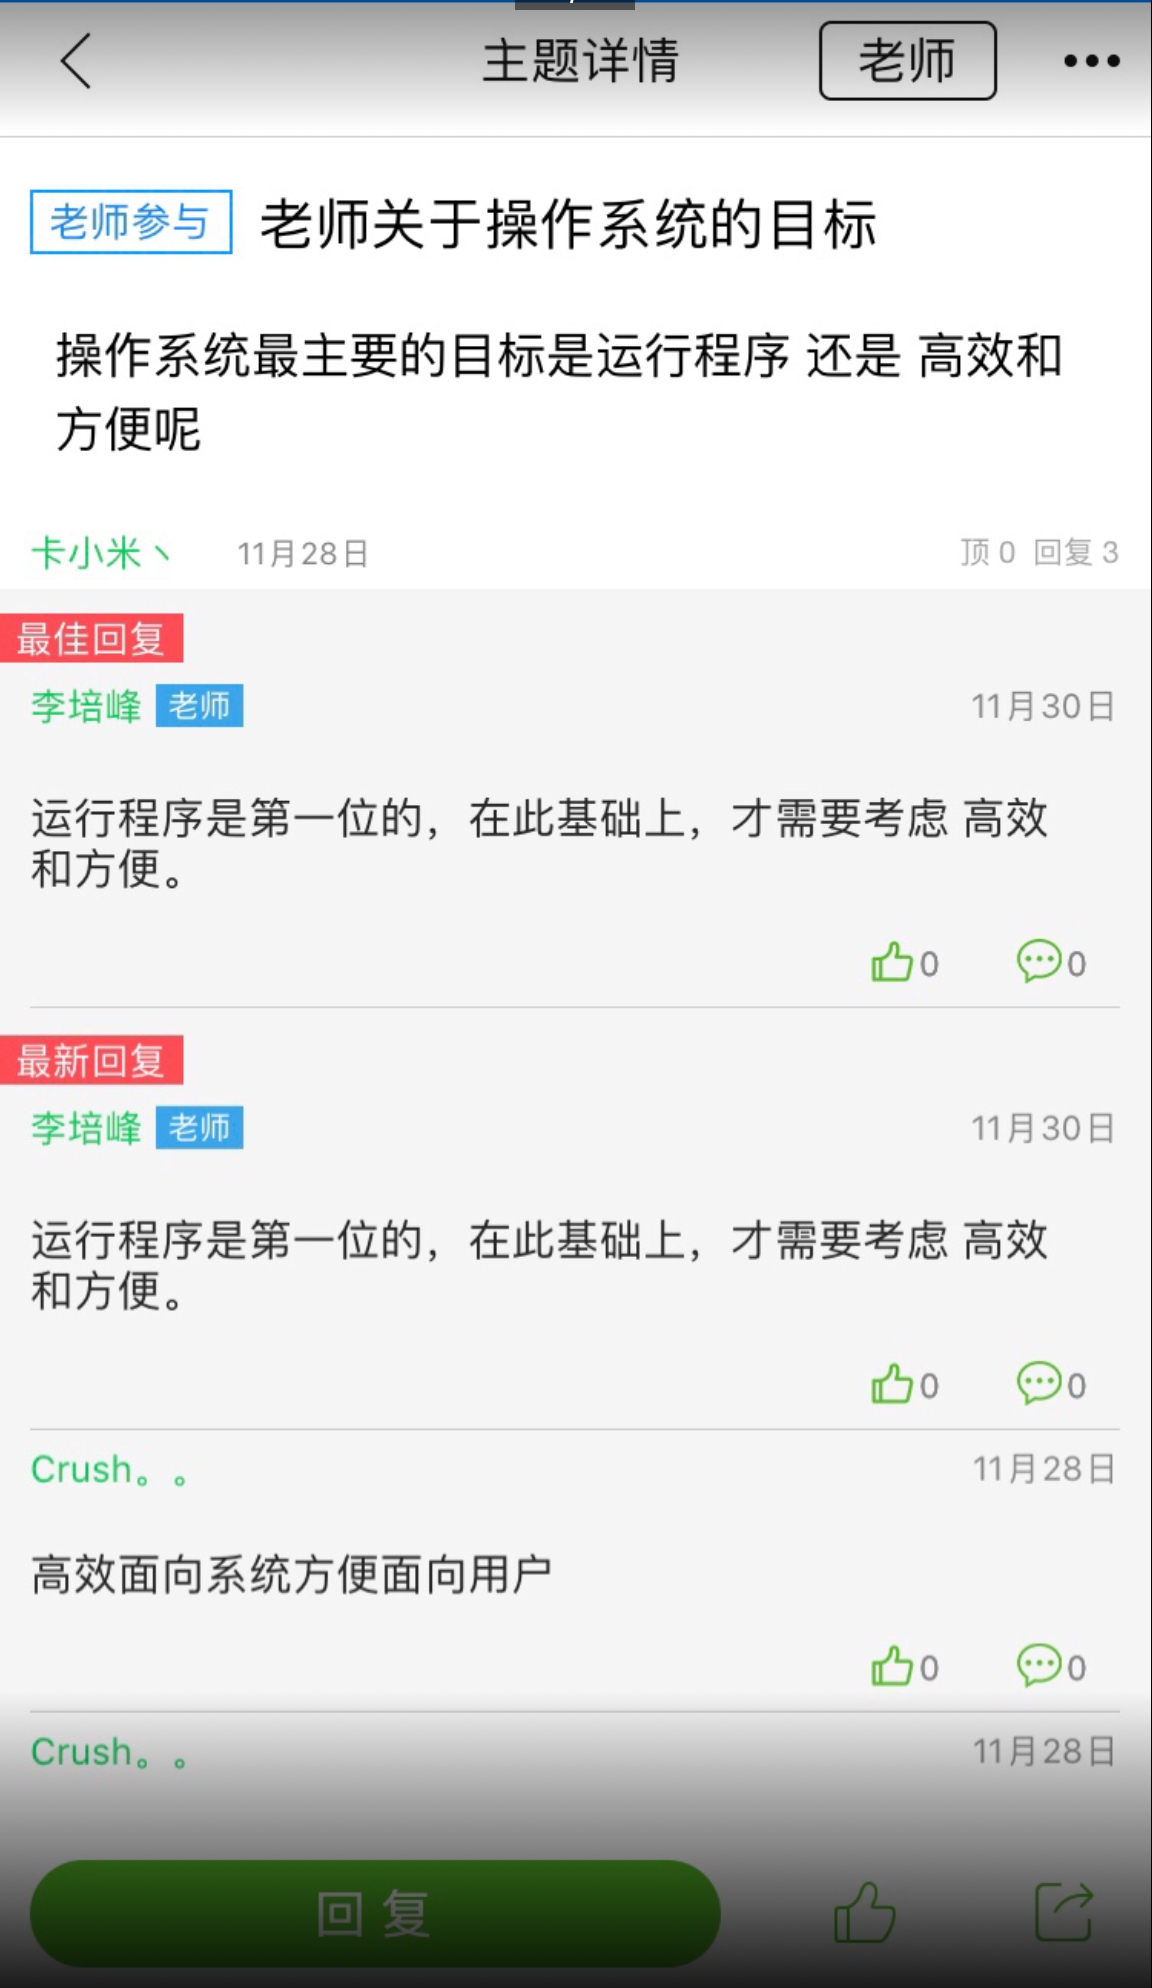 主题详情
老师
老师参与 老师关于操作系统的目标
操作系统最主要的目标是运行程序 还是 高效和
方便呢
卡小米丶 11月28日 顶 0 回复 3
最佳回复
李培峰 老师 11月30日
运行程序是第一位的，在此基础上，才需要考虑 高效
和方便。
0 0
最新回复
李培峰 老师 11月30日
运行程序是第一位的，在此基础上，才需要考虑 高效
和方便。
0 0
Crush。。 11月28日
高效面向系统方便面向用户
0 0
Crush。。 11月28日
回复